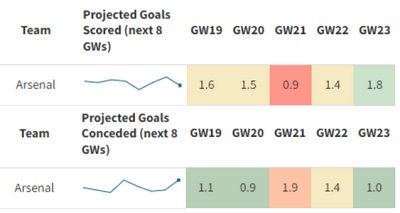 Projected Goals
Team Scored (next 8 GW19 GW20 GW21 GW22 GW23
GWs)
Arsenal 1.6 1.5 0.9 1.4 1.8
Projected Goals
Team Conceded (next 8 GW19 GW20 GW21 GW22 GW23
GWs)
Arsenal 1.1 0.9 1.9 1.4 1.0